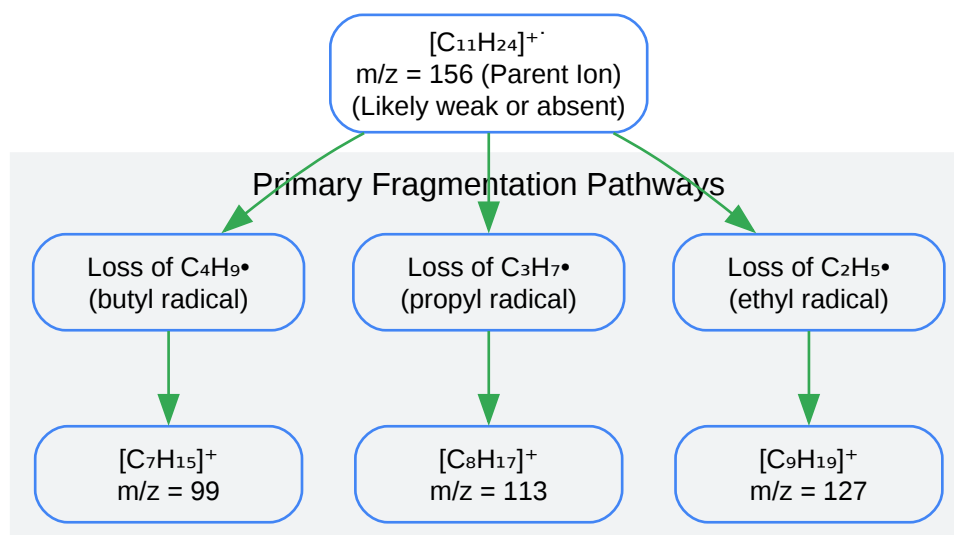 [C₁₁H₂₄]⁺˙
m/z = 156 (Parent Ion)
(Likely weak or absent)
Primary Fragmentation Pathways
Loss of C₄H₉•
(butyl radical)
Loss of C₃H₇•
(propyl radical)
Loss of C₂H₅•
(ethyl radical)
[C₇H₁₅]⁺
m/z = 99
[C₈H₁₇]⁺
m/z = 113
[C₉H₁₉]⁺
m/z = 127